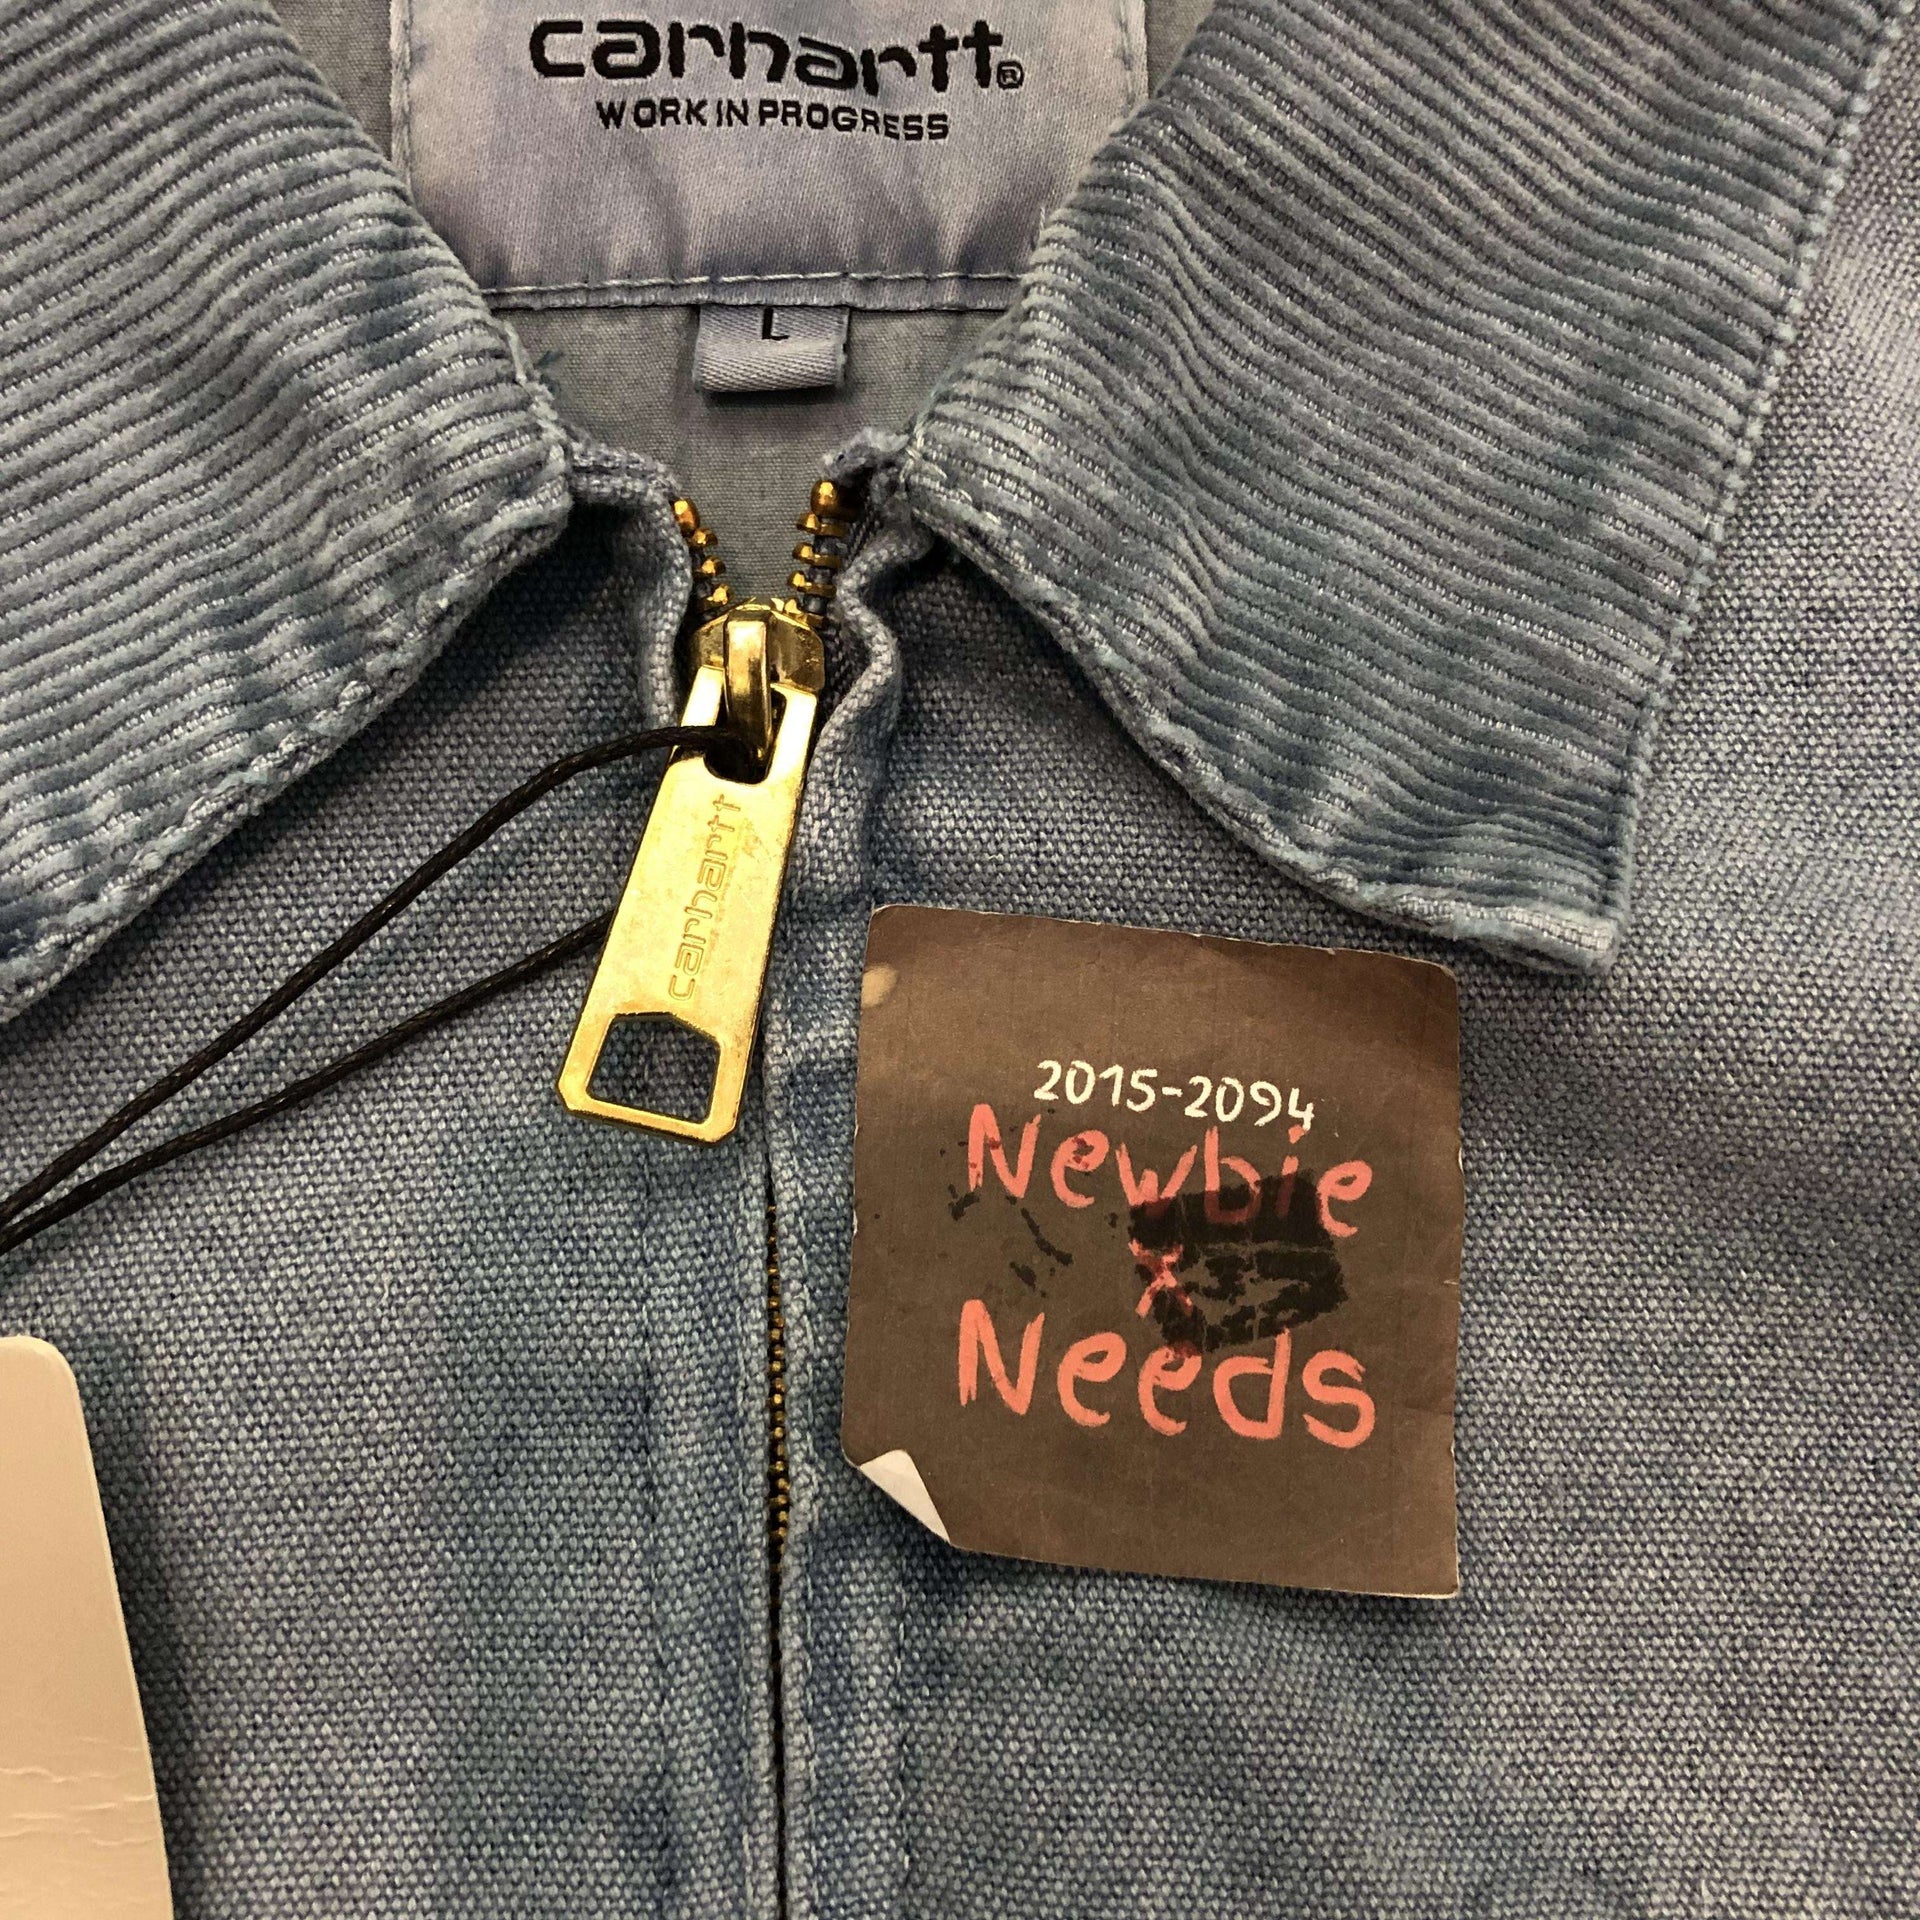 carhartt®
WORK IN PROGRESS
L
carhartt
2015-2094
Newbie
x
Needs